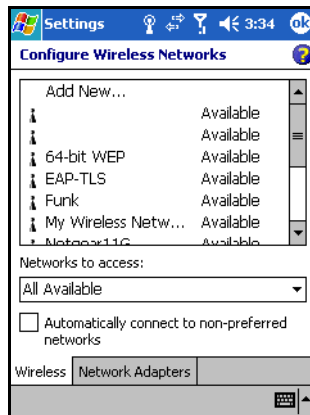 Settings 3:34 ok
Configure Wireless Networks ?
Add New...
Available
Available
64-bit WEP Available
EAP-TLS Available
Funk Available
My Wireless Netw... Available
Netgear11G Available
Networks to access:
All Available
Automatically connect to non-preferred
networks
Wireless Network Adapters